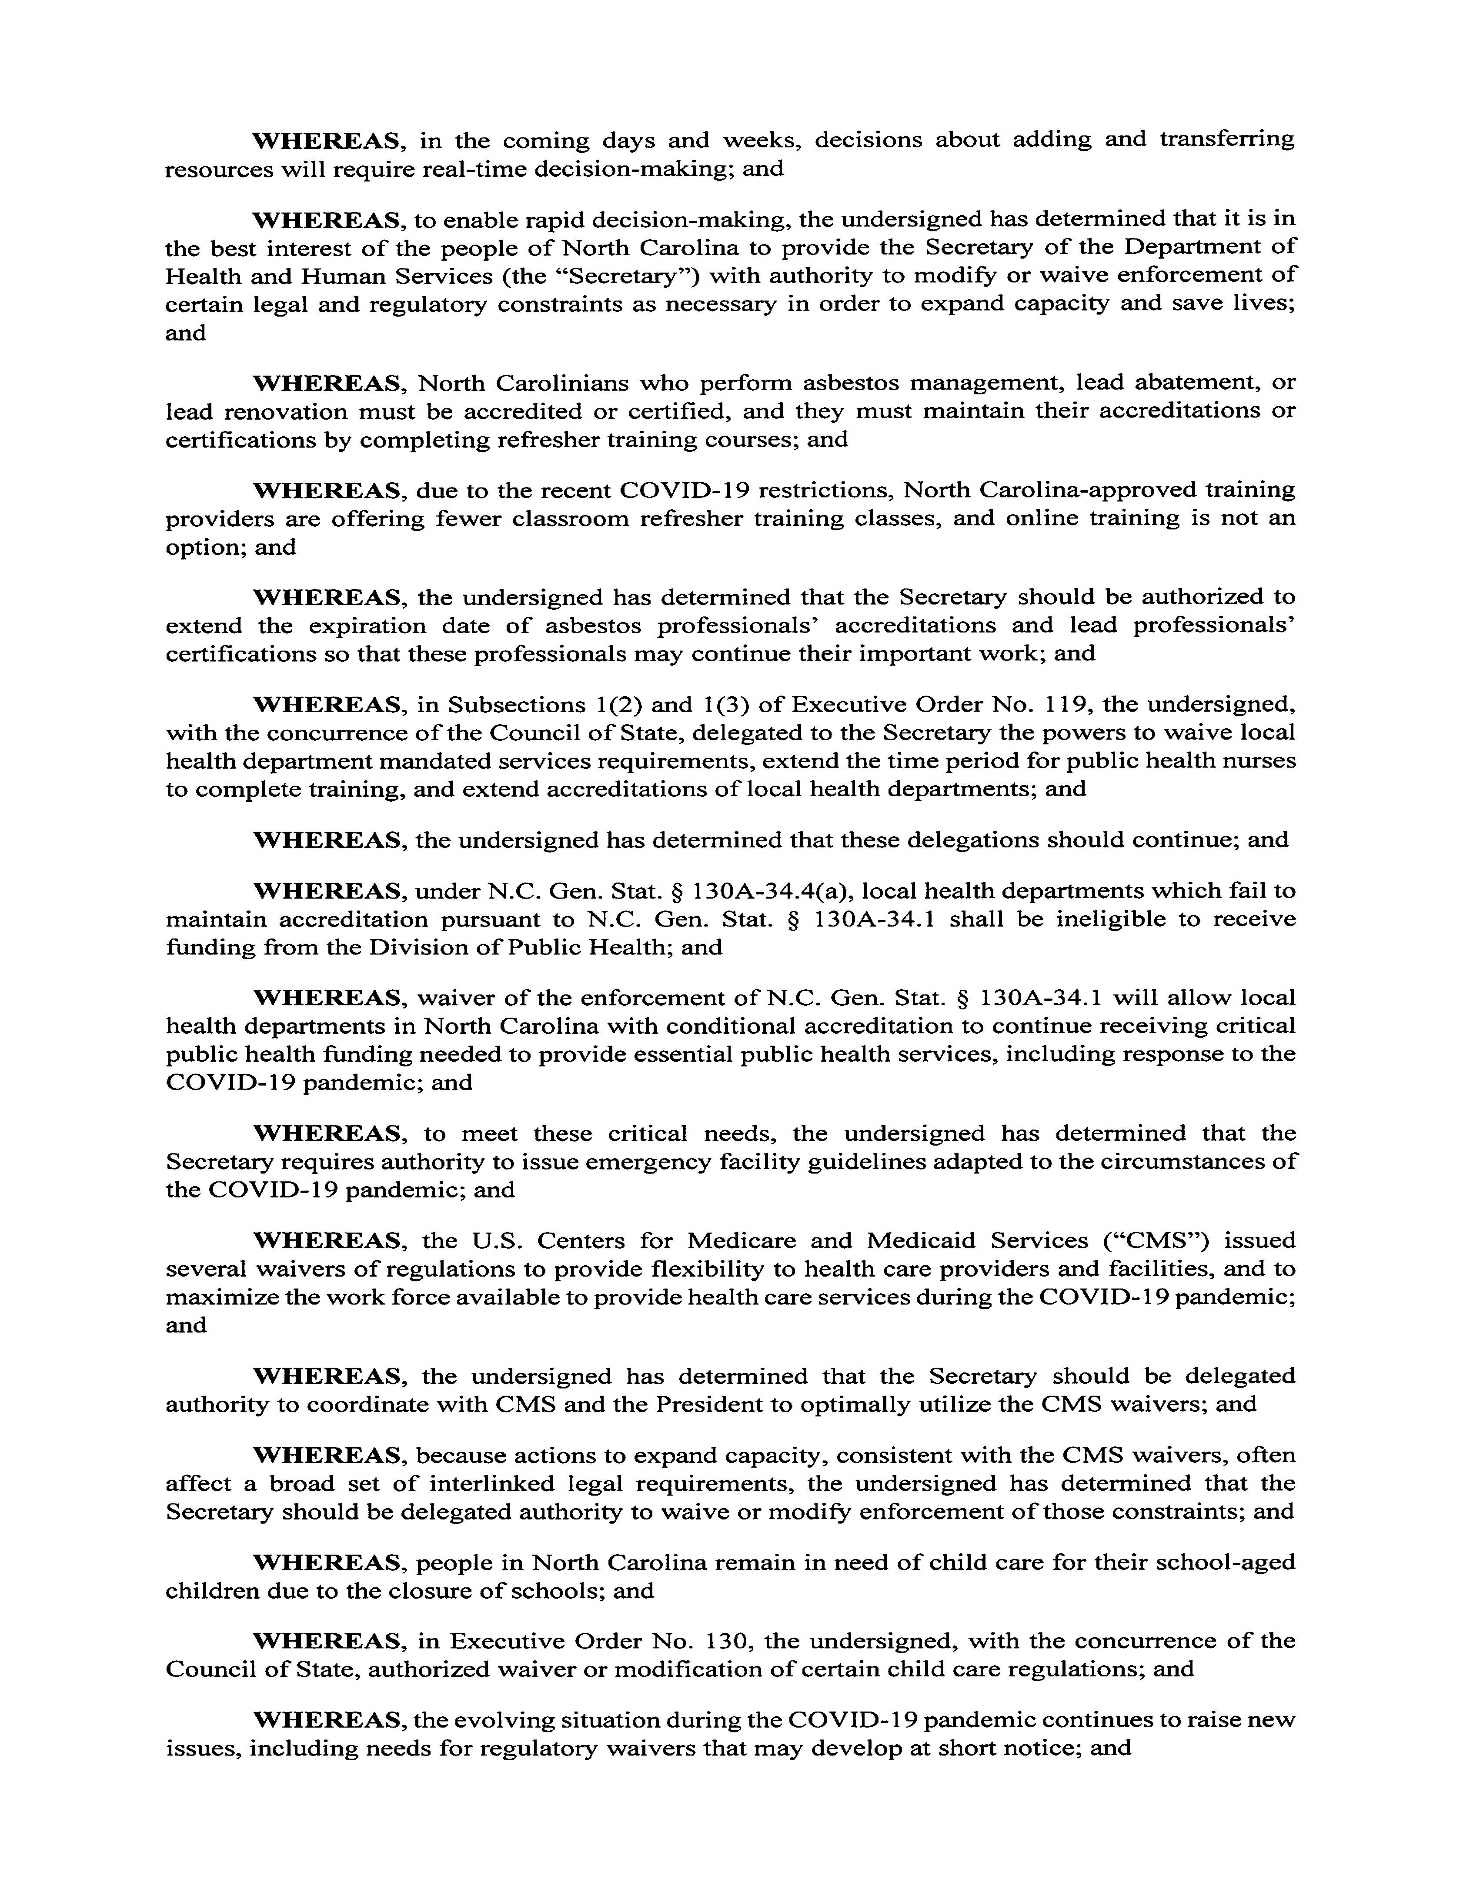 WHEREAS, in the coming days and weeks, decisions about adding and transferring
resources will require real-time decision-making; and
WHEREAS, to enable rapid decision-making, the undersigned has determined that it is in
the best interest of the people of North Carolina to provide the Secretary of the Department of
Health and Human Services (the “Secretary”) with authority to modify or waive enforcement of
certain legal and regulatory constraints as necessary in order to expand capacity and save lives;
and
WHEREAS, North Carolinians who perform asbestos management, lead abatement, or
lead renovation must be accredited or certified, and they must maintain their accreditations or
certifications by completing refresher training courses; and
WHEREAS, due to the recent COVID-19 restrictions, North Carolina-approved training
providers are offering fewer classroom refresher training classes, and online training is not an
option; and
WHEREAS, the undersigned has determined that the Secretary should be authorized to
extend the expiration date of asbestos professionals’ accreditations and lead professionals’
certifications so that these professionals may continue their important work; and
WHEREAS, in Subsections 1(2) and 1(3) of Executive Order No. 119, the undersigned,
with the concurrence of the Council of State, delegated to the Secretary the powers to waive local
health department mandated services requirements, extend the time period for public health nurses
to complete training, and extend accreditations of local health departments; and
WHEREAS, the undersigned has determined that these delegations should continue; and
WHEREAS, under N.C. Gen. Stat. § 130A-34.4(a), local health departments which fail to
maintain accreditation pursuant to N.C. Gen. Stat. § 130A-34.1 shall be ineligible to receive
funding from the Division of Public Health; and
WHEREAS, waiver of the enforcement of N.C. Gen. Stat. § 130A-34.1 will allow local
health departments in North Carolina with conditional accreditation to continue receiving critical
public health funding needed to provide essential public health services, including response to the
COVID-19 pandemic; and
WHEREAS, to meet these critical needs, the undersigned has determined that the
Secretary requires authority to issue emergency facility guidelines adapted to the circumstances of
the COVID-19 pandemic; and
WHEREAS, the U.S. Centers for Medicare and Medicaid Services (“CMS”) issued
several waivers of regulations to provide flexibility to health care providers and facilities, and to
maximize the work force available to provide health care services during the COVID-19 pandemic;
and
WHEREAS, the undersigned has determined that the Secretary should be delegated
authority to coordinate with CMS and the President to optimally utilize the CMS waivers; and
WHEREAS, because actions to expand capacity, consistent with the CMS waivers, often
affect a broad set of interlinked legal requirements, the undersigned has determined that the
Secretary should be delegated authority to waive or modify enforcement of those constraints; and
WHEREAS, people in North Carolina remain in need of child care for their school-aged
children due to the closure of schools; and
WHEREAS, in Executive Order No. 130, the undersigned, with the concurrence of the
Council of State, authorized waiver or modification of certain child care regulations; and
WHEREAS, the evolving situation during the COVID-19 pandemic continues to raise new
issues, including needs for regulatory waivers that may develop at short notice; and